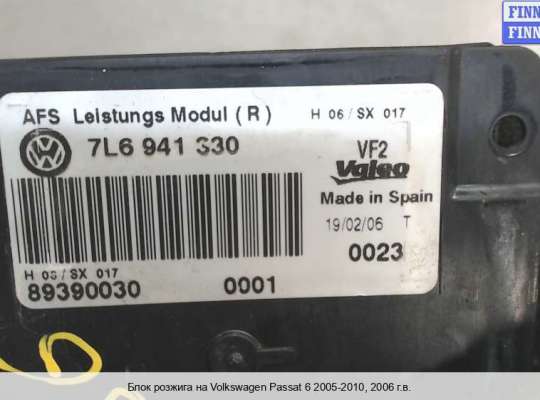 FINN
FINN
AFS Leistungs Modul (R) H 06/SX 017
7L6 941 330 VF2
Valeo
Made in Spain
19/02/06 T
0023
H 06/SX 017
89390030 0001
Блок розжига на Volkswagen Passat 6 2005-2010, 2006 г.в.